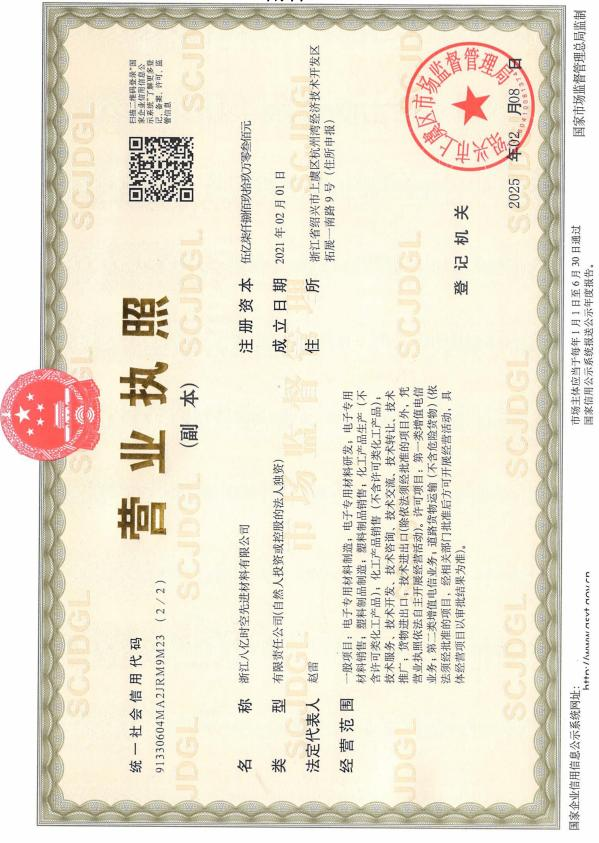 统一社会信用代码
91330604MA2JRM9M23 (2/2)
营业执照
(副 本)
扫描二维码登录“国
家企业信用信息公
示系统”了解更多登
记、备案、许可、监
管信息
名 称 浙江八亿时空先进材料有限公司
类 型 有限责任公司(自然人投资或控股的法人独资)
法定代表人 赵雷
经营范围 一般项目：电子专用材料制造；电子专用材料研发；电子专用
材料销售；塑料制品制造；塑料制品销售；化工产品生产（不
含许可类化工产品）；化工产品销售（不含许可类化工产品）；
技术服务、技术开发、技术咨询、技术交流、技术转让、技术
推广；货物进出口；技术进出口(除依法须经批准的项目外，凭
营业执照依法自主开展经营活动)。许可项目：第一类增值电信
业务；第二类增值电信业务；道路货物运输（不含危险货物）(依
法须经批准的项目，经相关部门批准后方可开展经营活动，具
体经营项目以审批结果为准)。
注册资本 伍亿柒仟捌佰玖拾玖万零叁佰元
成立日期 2021年02月01日
住 所 浙江省绍兴市上虞区杭州湾经济技术开发区
拓展一南路9号（住所申报）
登记机关
绍兴市上虞区市场监督管理局
2025 年02 月08 日
国家企业信用信息公示系统网址：
http://www.gsxt.gov.cn
市场主体应当于每年1月1日至6月30日通过
国家信用公示系统报送公示年度报告。
国家市场监督管理总局监制